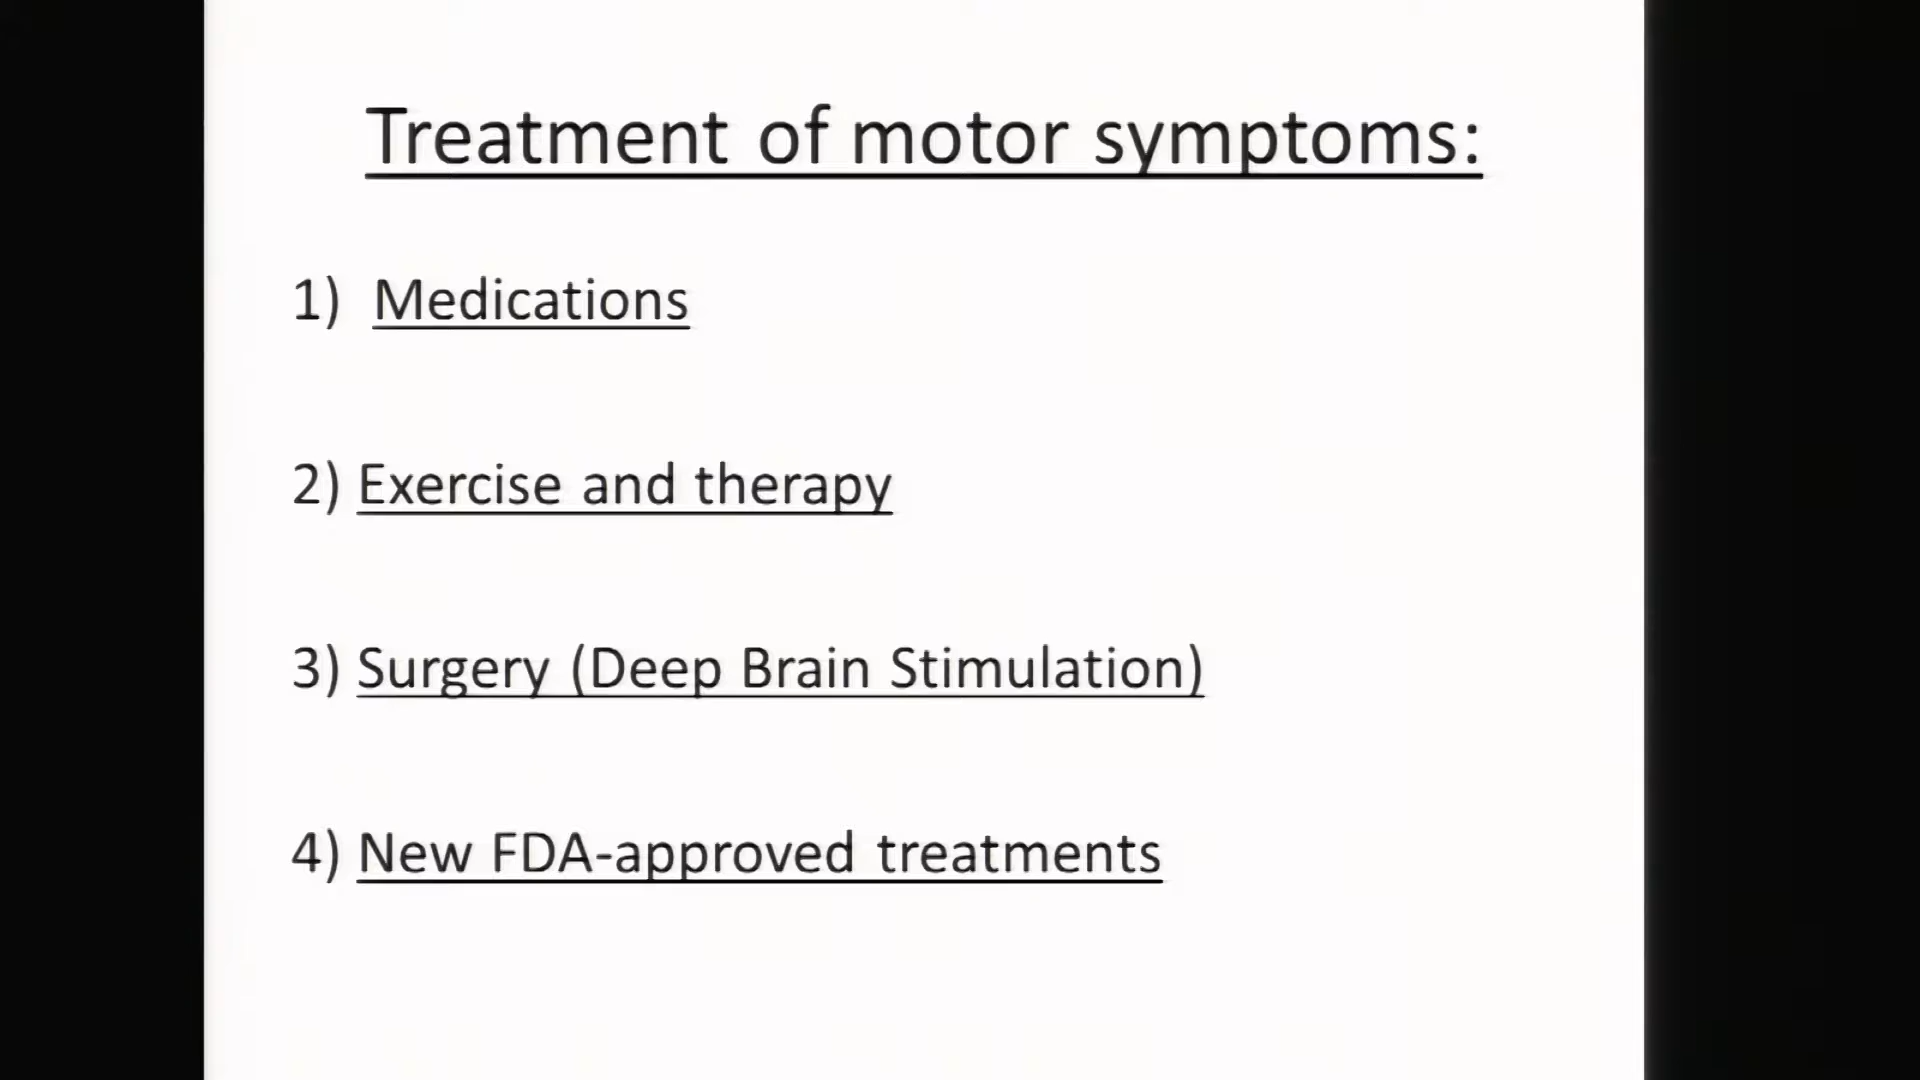 Treatment of motor symptoms:
1) Medications
2) Exercise and therapy
3) Surgery (Deep Brain Stimulation)
4) New FDA-approved treatments